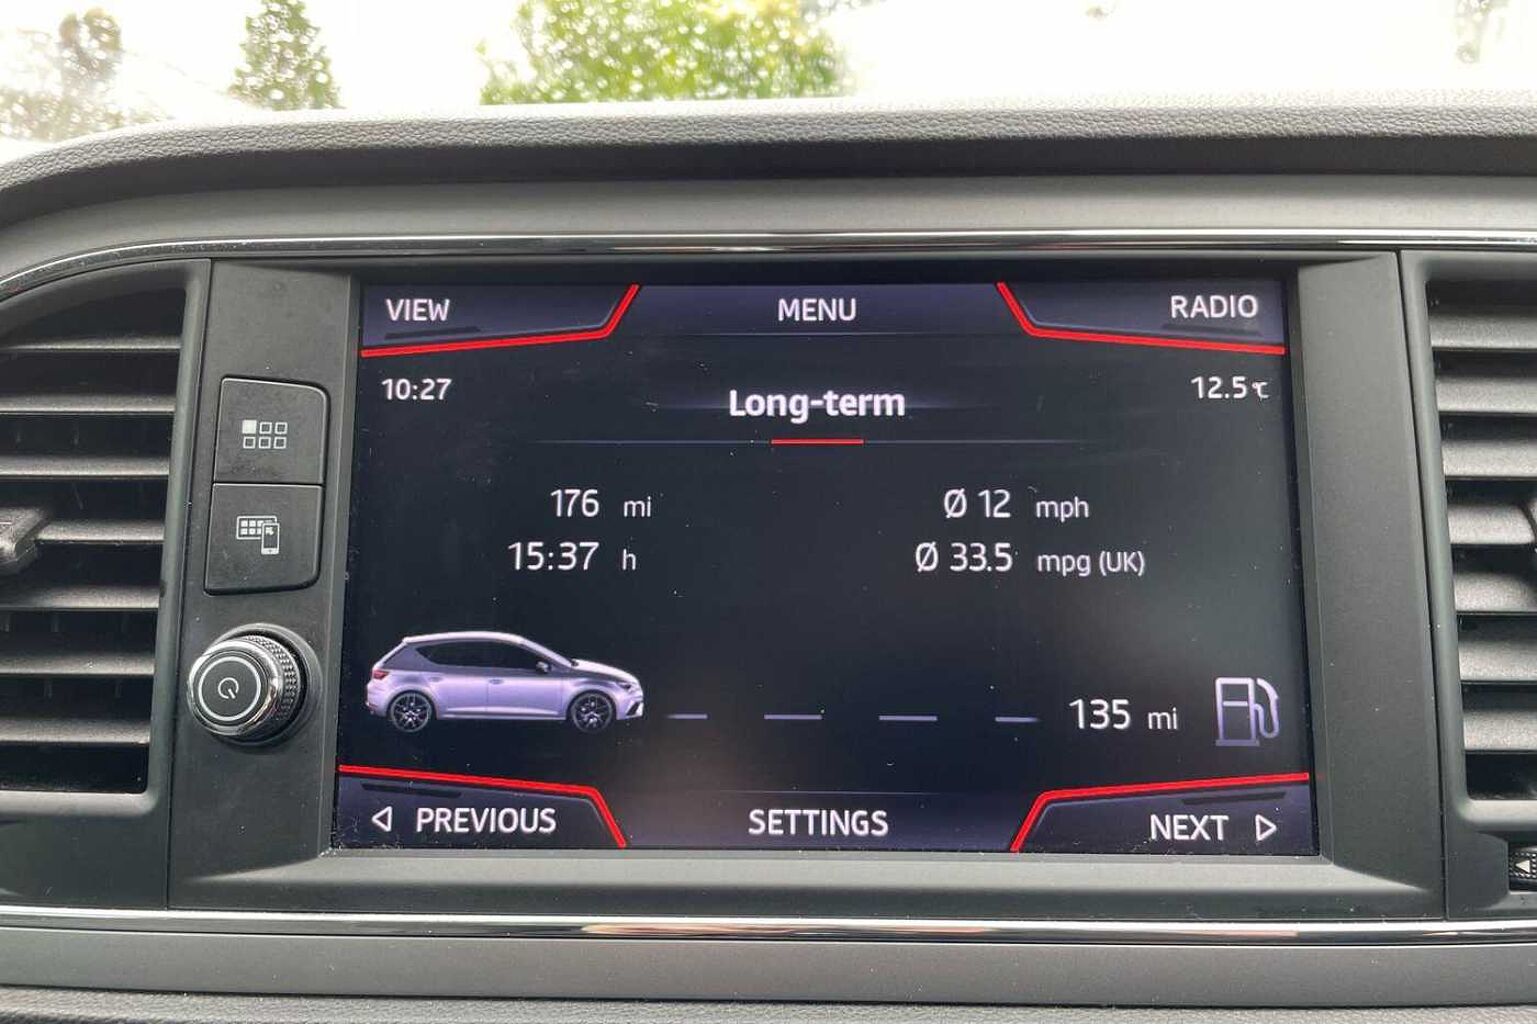 VIEW MENU RADIO
10:27 Long-term 12.5℃
176 mi Ø 12 mph
15:37 h Ø 33.5 mpg (UK)
135 mi
PREVIOUS SETTINGS NEXT